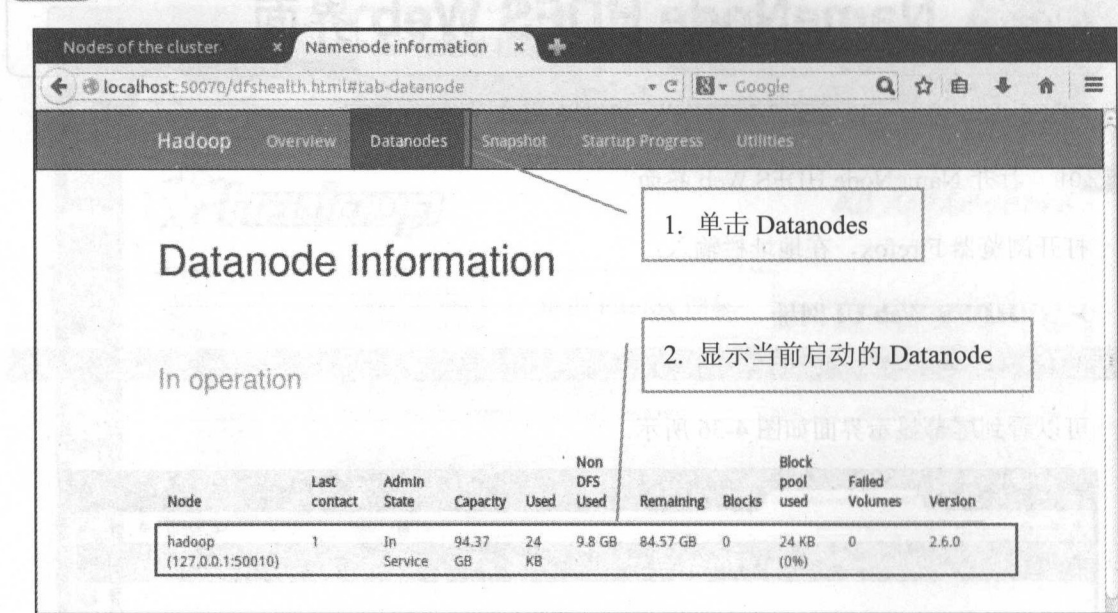 Nodes of the cluster × Namenode information ×
localhost:50070/dfshealth.html#tab-datanode Google
Hadoop Overview Datanodes Snapshot Startup Progress Utilities
1. 单击 Datanodes
Datanode Information
2. 显示当前启动的 Datanode
In operation
Node Last contact Admin State Capacity Used Non DFS Used Remaining Blocks Block pool used Failed Volumes Version
hadoop (127.0.0.1:50010) 1 In Service 94.37 GB 24 KB 9.8 GB 84.57 GB 0 24 KB (0%) 0 2.6.0